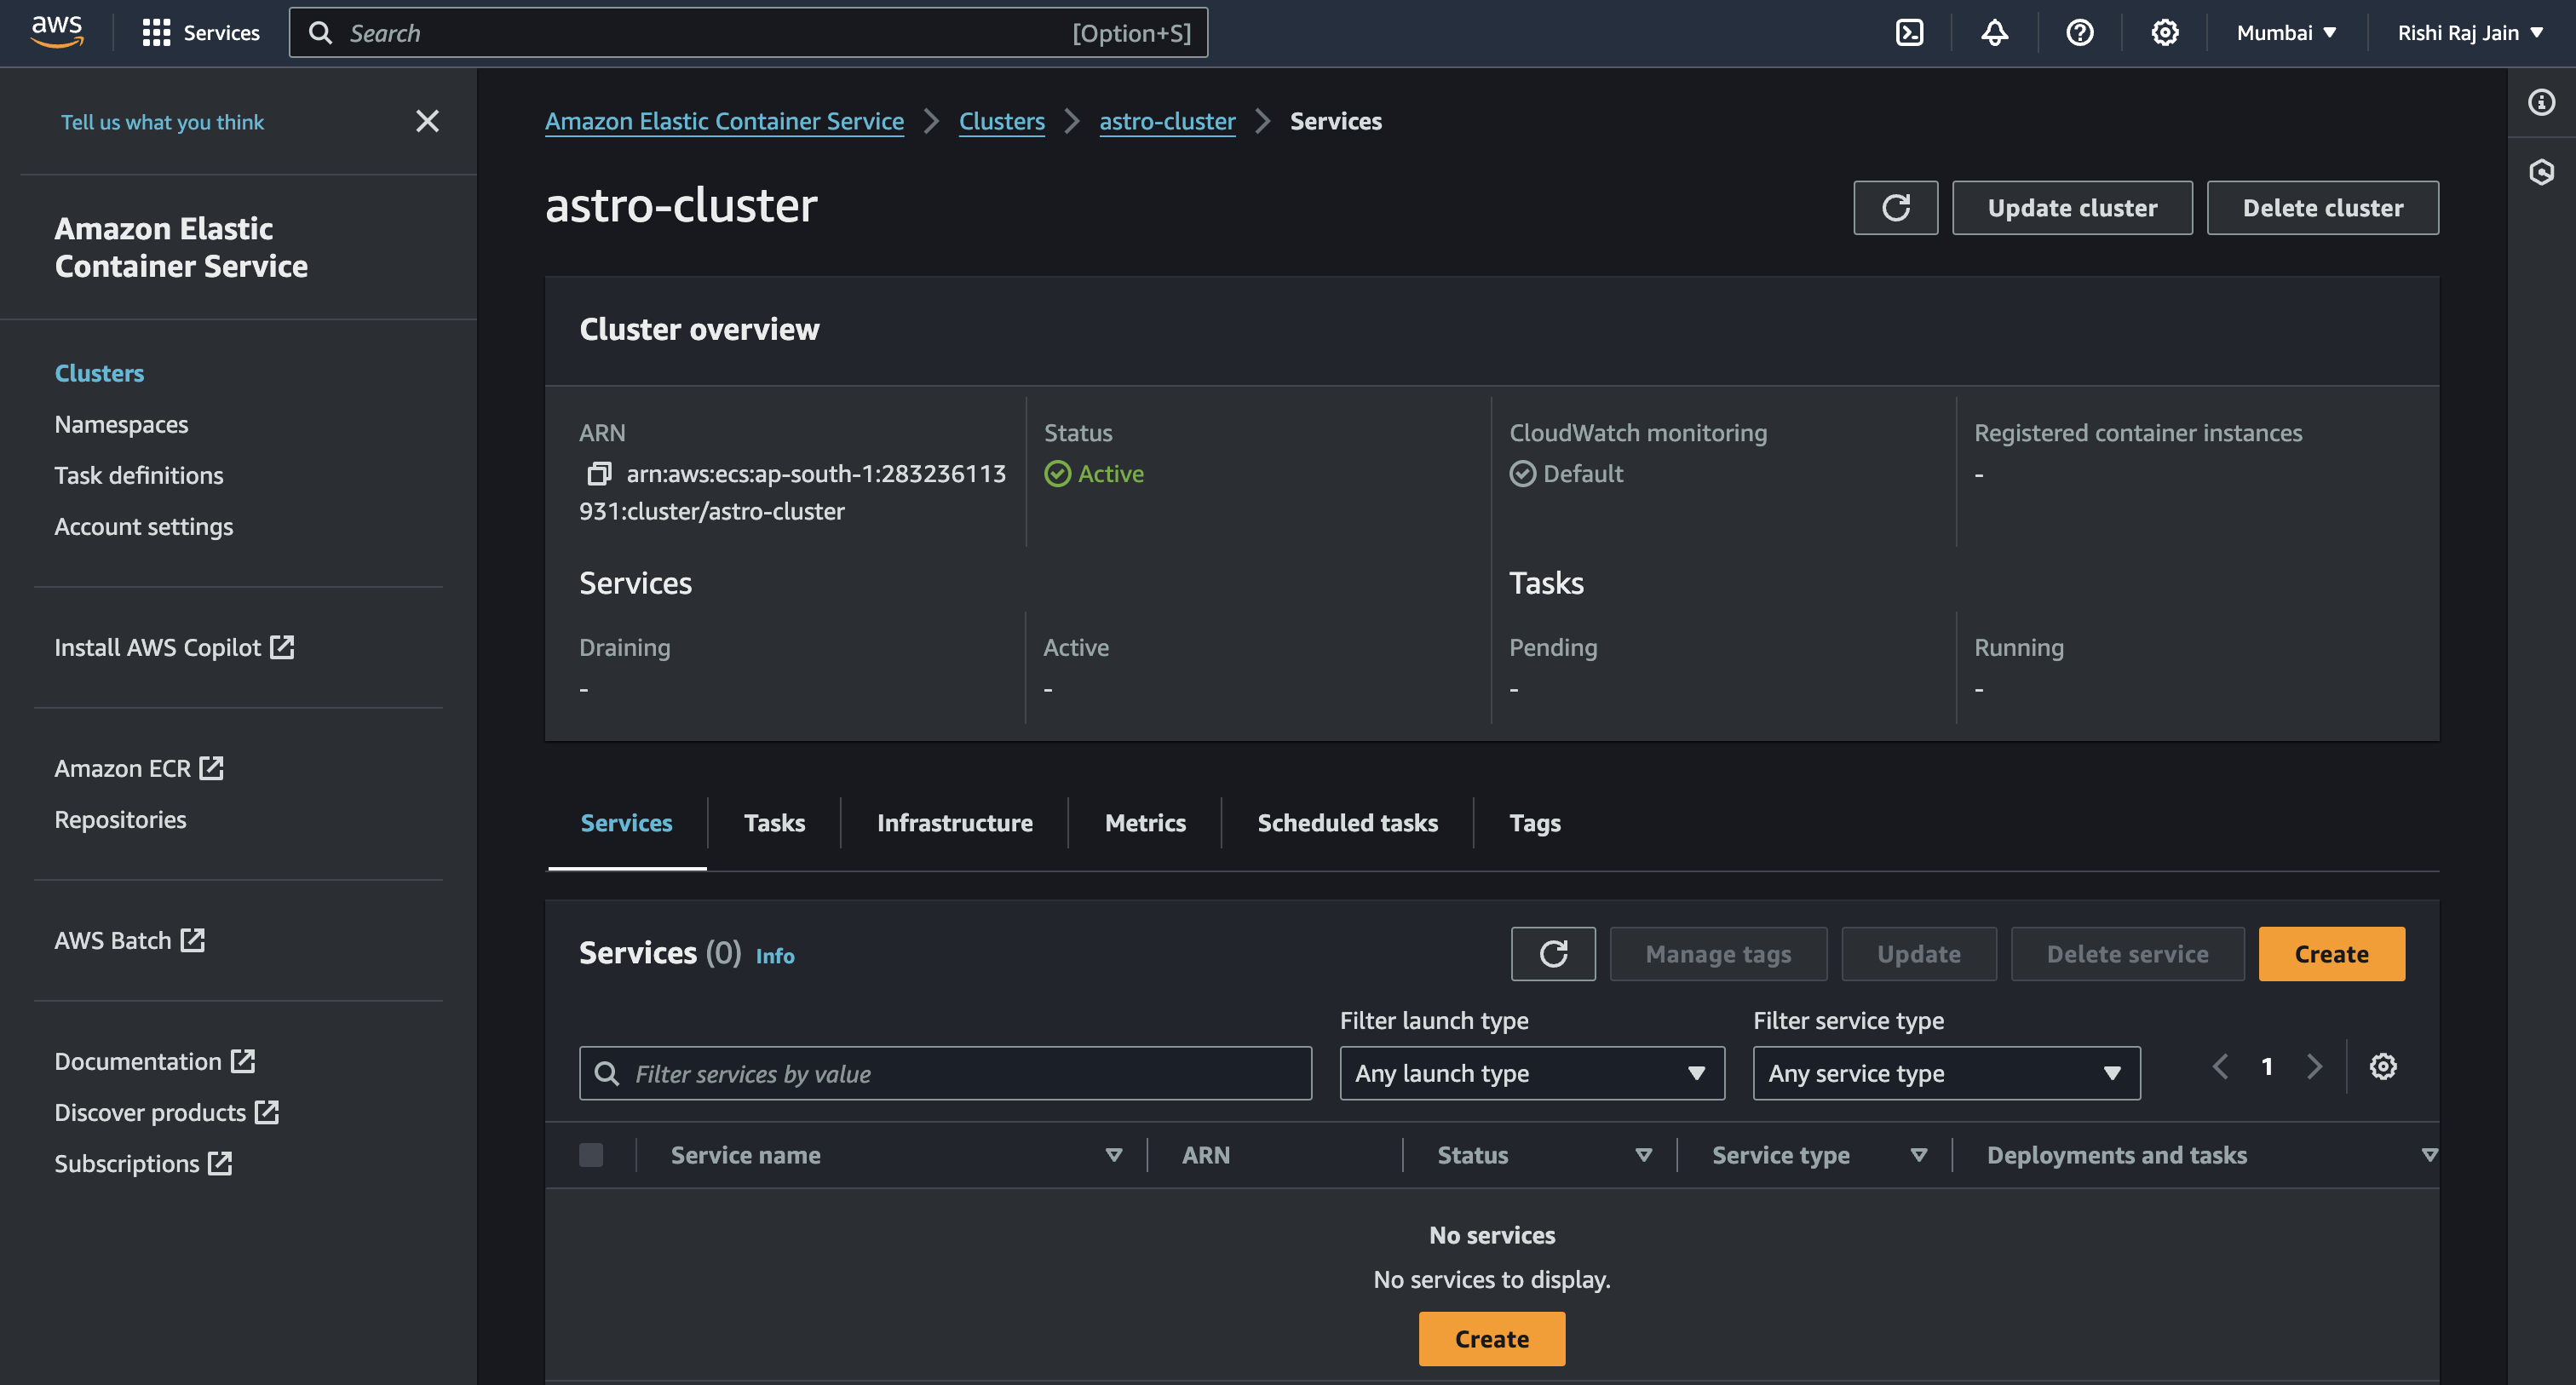 aws
Services
Search
[Option+S]
Mumbai
Rishi Raj Jain
Tell us what you think
Amazon Elastic
Container Service
Clusters
Namespaces
Task definitions
Account settings
Install AWS Copilot
Amazon ECR
Repositories
AWS Batch
Documentation
Discover products
Subscriptions
Amazon Elastic Container Service
Clusters
astro-cluster
Services
astro-cluster
Update cluster
Delete cluster
Cluster overview
ARN
arn:aws:ecs:ap-south-1:283236113
931:cluster/astro-cluster
Status
Active
CloudWatch monitoring
Default
Registered container instances
-
Services
Tasks
Draining
-
Active
-
Pending
-
Running
-
Services
Tasks
Infrastructure
Metrics
Scheduled tasks
Tags
Services (0) Info
Manage tags
Update
Delete service
Create
Filter launch type
Filter service type
Filter services by value
Any launch type
Any service type
1
Service name
ARN
Status
Service type
Deployments and tasks
No services
No services to display.
Create